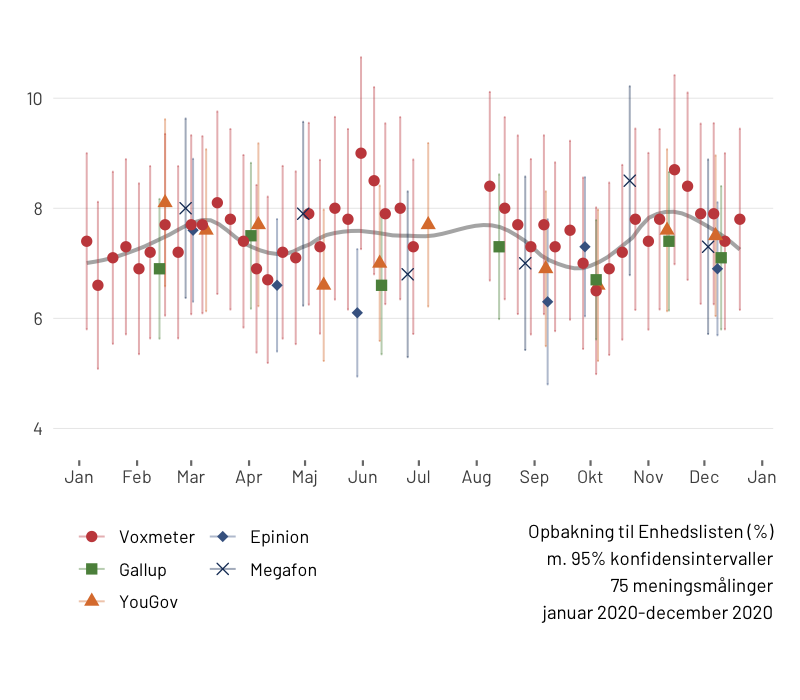 10
8
6
4
Jan Feb Mar Apr Maj Jun Jul Aug Sep Okt Nov Dec Jan
Voxmeter Epinion
Gallup Megafon
YouGov
Opbakning til Enhedslisten (%)
m. 95% konfidensintervaller
75 meningsmålinger
januar 2020-december 2020